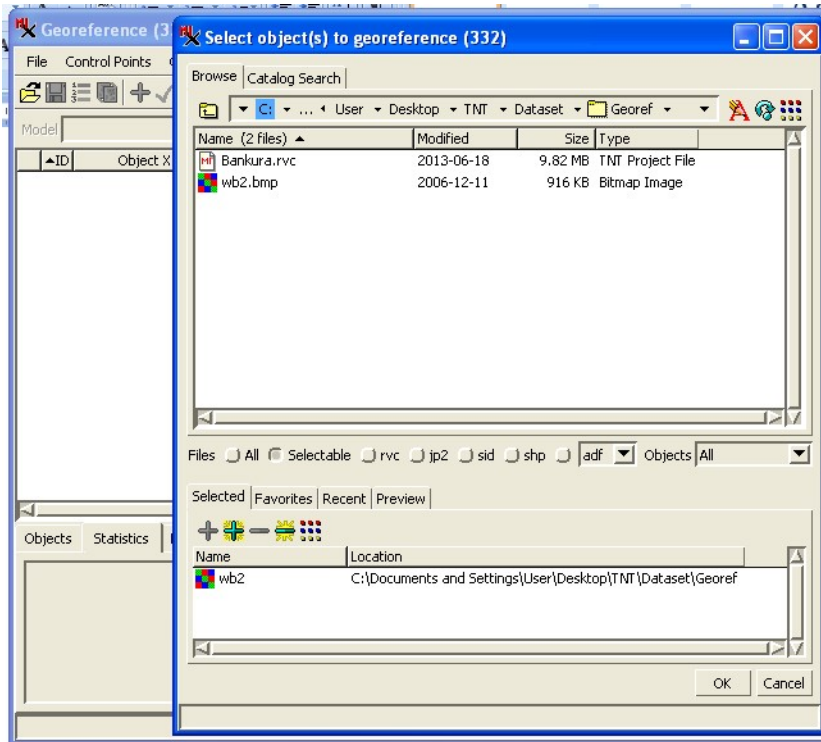 Georeference (3
Select object(s) to georeference (332)
File Control Points
Model
ID Object X
Objects Statistics
Browse Catalog Search
C: ... User Desktop TNT Dataset Georef
Name (2 files) Modified Size Type
Bankura.rvc 2013-06-18 9.82 MB TNT Project File
wb2.bmp 2006-12-11 916 KB Bitmap Image
Files All Selectable rvc jp2 sid shp adf Objects All
Selected Favorites Recent Preview
Name Location
wb2 C:\Documents and Settings\User\Desktop\TNT\Dataset\Georef
OK Cancel